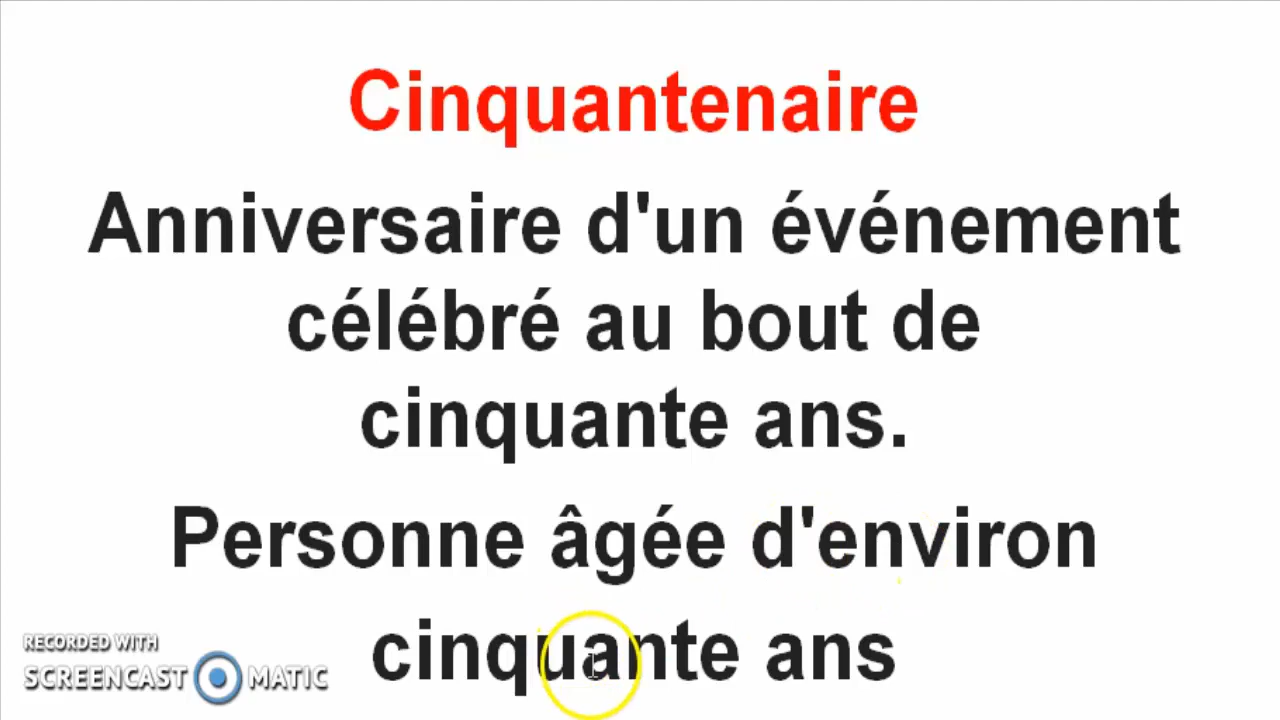 Cinquantenaire
Anniversaire d'un événement
célébré au bout de
cinquante ans.
Personne âgée d'environ
cinquante ans
RECORDED WITH
SCREENCAST MATIC